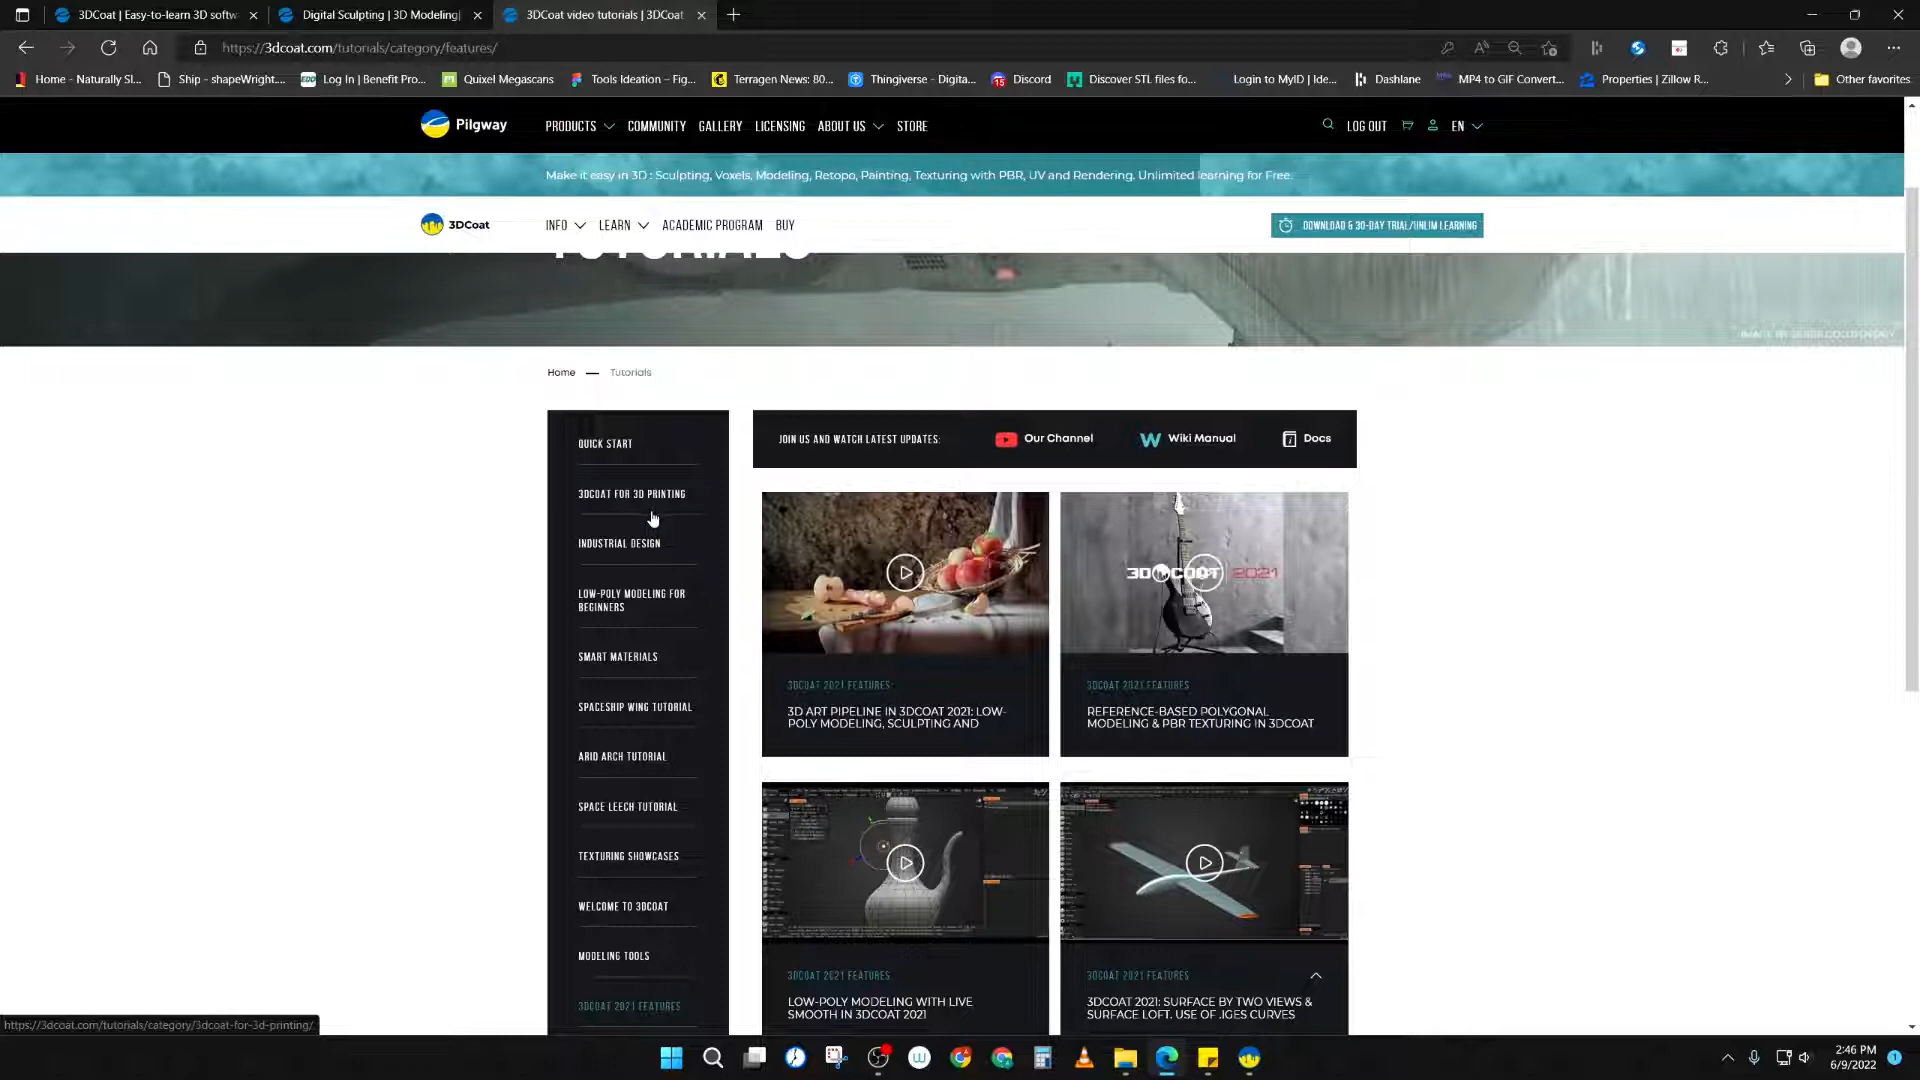 3DCoat | Easy-to-learn 3D softw
Digital Sculpting | 3D Modeling|
3DCoat video tutorials | 3DCoat
https://3dcoat.com/tutorials/category/features/
Home - Naturally Sl...
Ship - shapeWright....
EDD Log In | Benefit Pro...
Quixel Megascans
Tools Ideation – Fig...
Terragen News: 80...
Thingiverse - Digita...
15 Discord
Discover STL files fo...
Login to MyID | Ide...
Dashlane
MP4 to GIF Convert...
Properties | Zillow R...
Other favorites
Pilgway
PRODUCTS
COMMUNITY
GALLERY
LICENSING
ABOUT US
STORE
LOG OUT
EN
Make it easy in 3D : Sculpting, Voxels, Modeling, Retopo, Painting, Texturing with PBR, UV and Rendering. Unlimited learning for Free.
3DCoat
INFO
LEARN
ACADEMIC PROGRAM
BUY
DOWNLOAD & 30-DAY TRIAL/UNLIM LEARNING
TUTORIALS
Home — Tutorials
QUICK START
3DCOAT FOR 3D PRINTING
INDUSTRIAL DESIGN
LOW-POLY MODELING FOR
BEGINNERS
SMART MATERIALS
SPACESHIP WING TUTORIAL
ARID ARCH TUTORIAL
SPACE LEECH TUTORIAL
TEXTURING SHOWCASES
WELCOME TO 3DCOAT
MODELING TOOLS
3DCOAT 2021 FEATURES
JOIN US AND WATCH LATEST UPDATES:
Our Channel
W Wiki Manual
Docs
3DCOAT 2021
3DCOAT 2021 FEATURES
3D ART PIPELINE IN 3DCOAT 2021: LOW-
POLY MODELING, SCULPTING AND
3DCOAT 2021 FEATURES
REFERENCE-BASED POLYGONAL
MODELING & PBR TEXTURING IN 3DCOAT
3DCOAT 2021 FEATURES
LOW-POLY MODELING WITH LIVE
SMOOTH IN 3DCOAT 2021
3DCOAT 2021 FEATURES
3DCOAT 2021: SURFACE BY TWO VIEWS &
SURFACE LOFT. USE OF .IGES CURVES
https://3dcoat.com/tutorials/category/3dcoat-for-3d-printing/
2:46 PM
6/9/2022
1